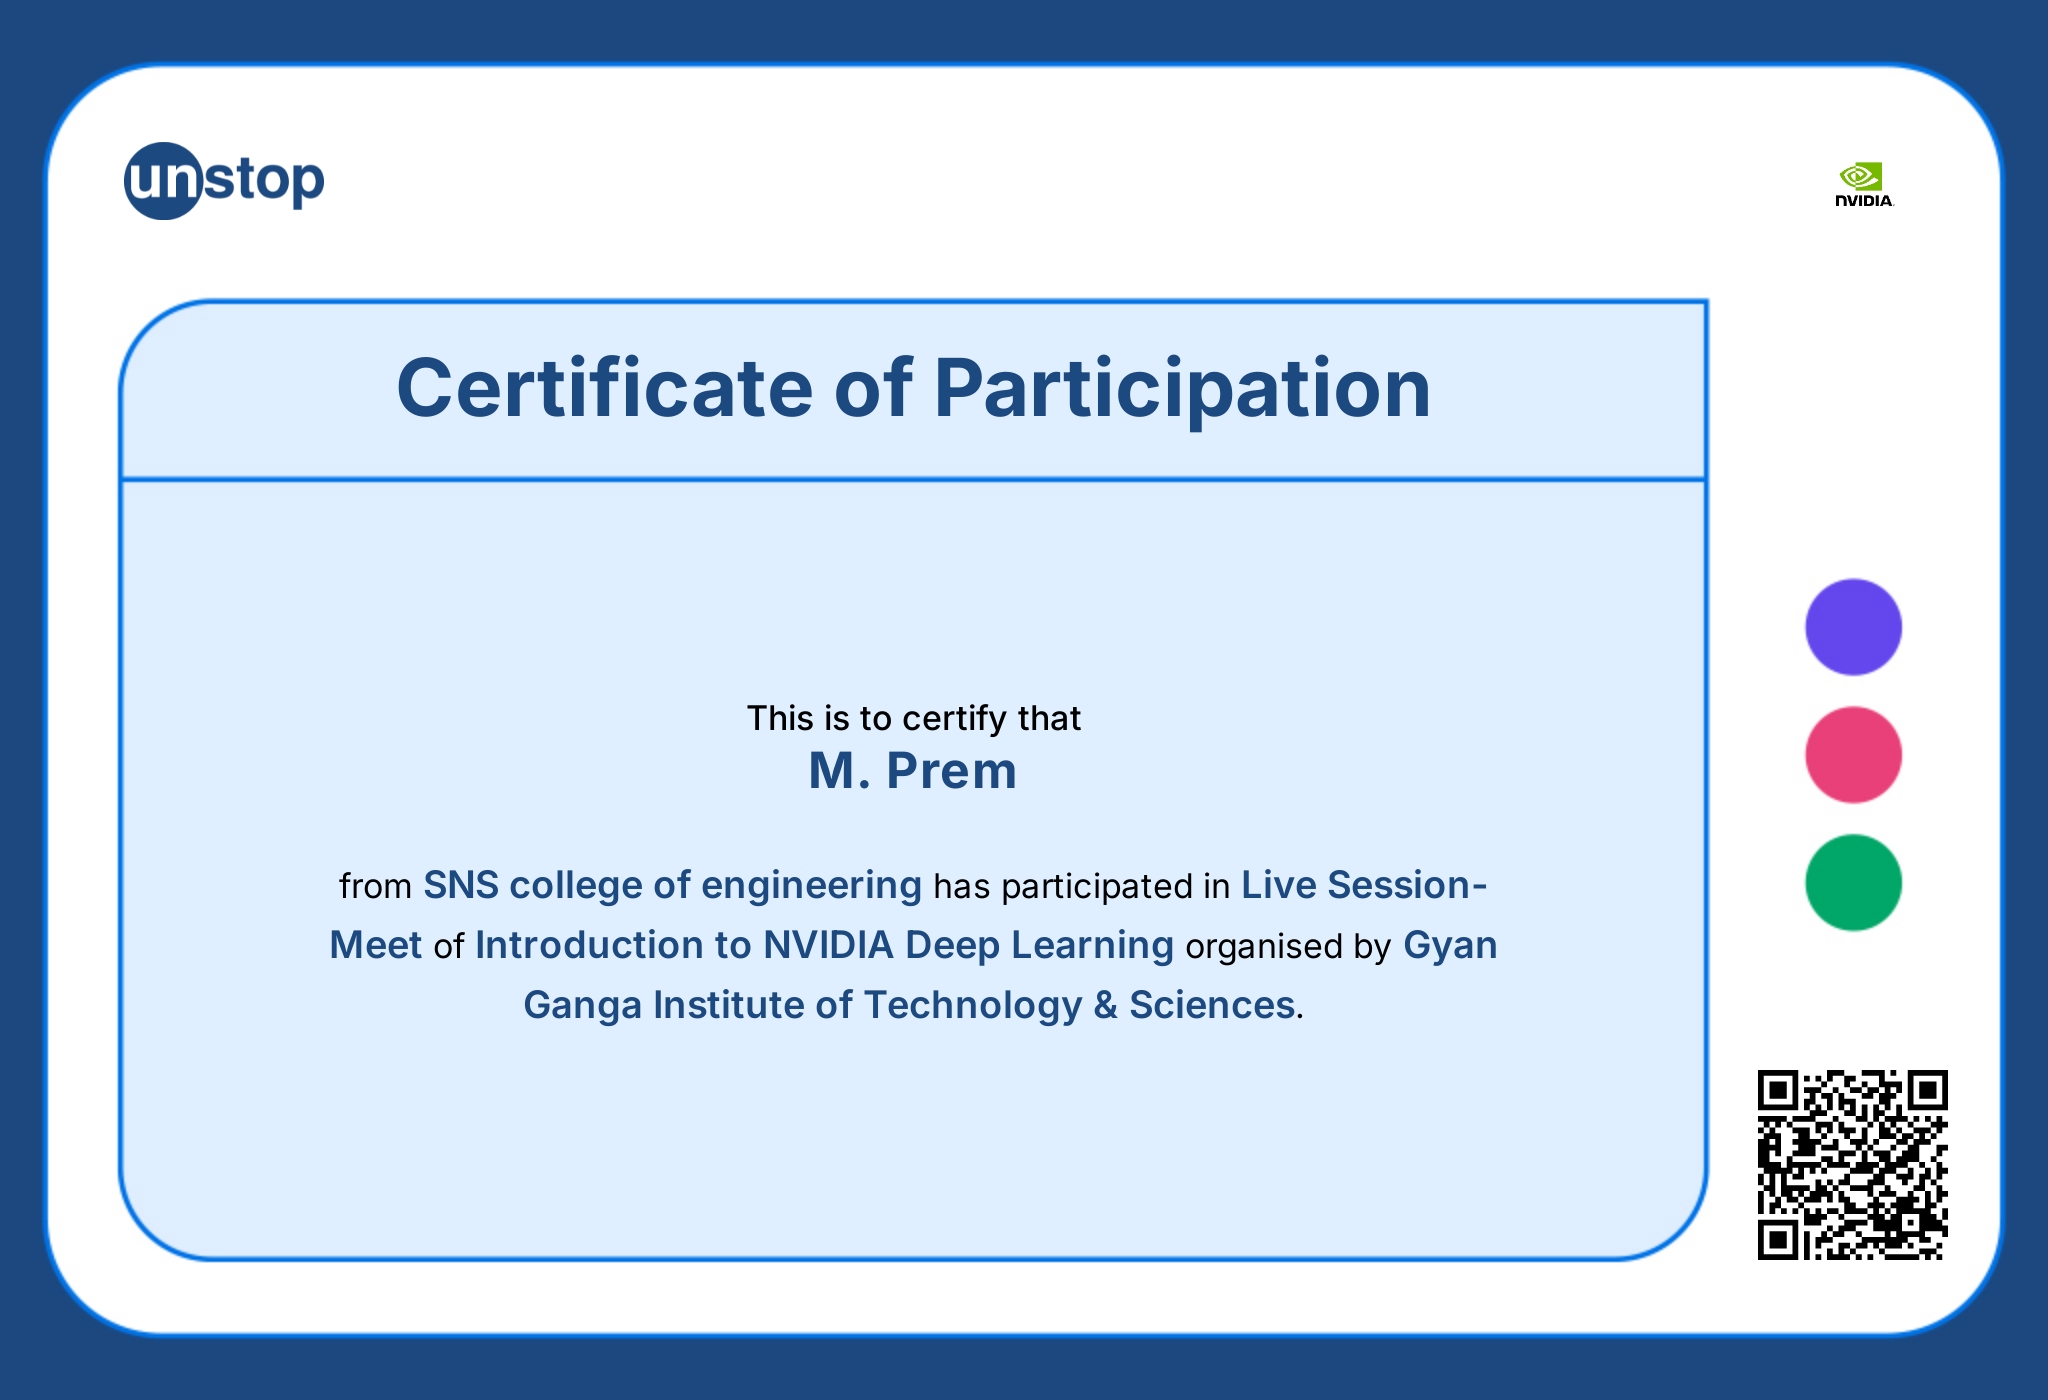 unstop
NVIDIA
Certificate of Participation
This is to certify that
M. Prem
from SNS college of engineering has participated in Live Session-
Meet of Introduction to NVIDIA Deep Learning organised by Gyan
Ganga Institute of Technology & Sciences.